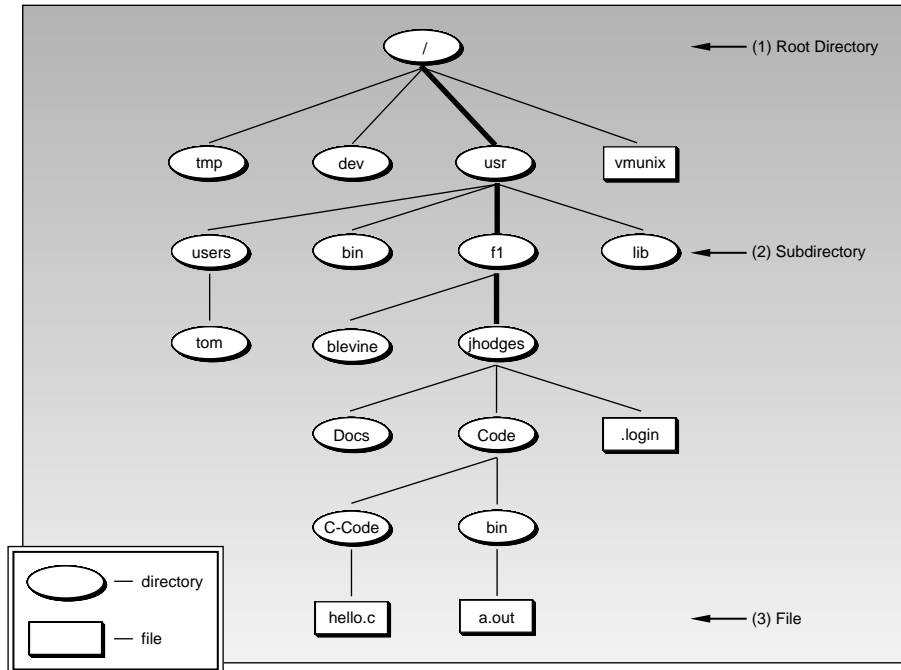 /
(1) Root Directory
tmp
dev
usr
vmunix
users
bin
f1
lib
(2) Subdirectory
tom
blevine
jhodges
Docs
Code
.login
C-Code
bin
directory
hello.c
a.out
(3) File
file